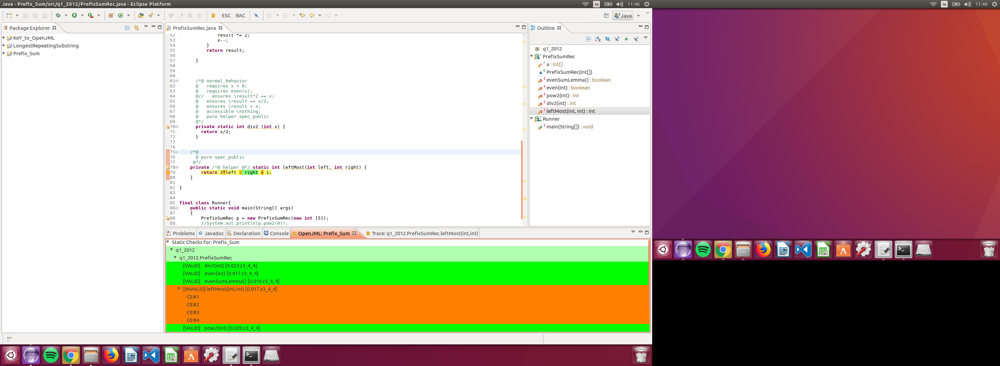 Java - Prefix_Sum/src/q1_2012/PrefixSumRec.java - Eclipse Platform
Ie 11:46
Ie 11:46
ESC RAC
Java
Package Explorer
KeY_to_OpenJML
LongestRepeatingSubstring
Prefix_Sum
PrefixSumRec.java
52 result *= 2;
53 x--;
54 }
55 return result;
56
57 }
58
59
60
61 /*@ normal_behavior
62 @ requires x > 0;
63 @ requires even(x);
64 @// ensures \result*2 == x;
65 @ ensures \result == x/2;
66 @ ensures \result < x;
67 @ accessible \nothing;
68 @ pure helper spec_public
69 @*/
70 private static int div2 (int x) {
71 return x/2;
72 }
73
74
75 /*@
76 @ pure spec_public
77 @*/
78 private /*@ helper @*/ static int leftMost(int left, int right) {
79 return 2*left - right + 1;
80 }
81
82 }
83
84
85 final class Runner{
86 public static void main(String[] args)
87 {
88 PrefixSumRec p = new PrefixSumRec(new int [5]);
89 //System.out.println(p.pow2(0));
Outline
q1_2012
PrefixSumRec
a : int[]
PrefixSumRec(int[])
evenSumLemma() : boolean
even(int) : boolean
pow2(int) : int
div2(int) : int
leftMost(int, int) : int
Runner
main(String[]) : void
Problems @ Javadoc Declaration Console OpenJML: Prefix_Sum Trace: q1_2012.PrefixSumRec.leftMost(int,int)
Static Checks for: Prefix_Sum
q1_2012
q1_2012.PrefixSumRec
[VALID] div2(int) [0.023 z3_4_4]
[VALID] even(int) [0.017 z3_4_4]
[VALID] evenSumLemma() [0.016 z3_4_4]
[INVALID] leftMost(int,int) [0.017 z3_4_4]
CE#1
CE#2
CE#3
CE#4
[VALID] pow2(int) [0.020 z3_4_4]